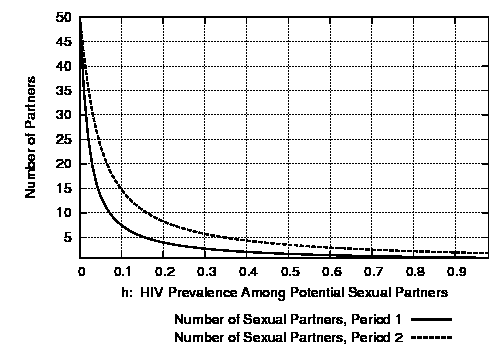 50
45
40
35
30
25
20
15
10
5
Number of Partners
0 0.1 0.2 0.3 0.4 0.5 0.6 0.7 0.8 0.9
h: HIV Prevalence Among Potential Sexual Partners
Number of Sexual Partners, Period 1
Number of Sexual Partners, Period 2